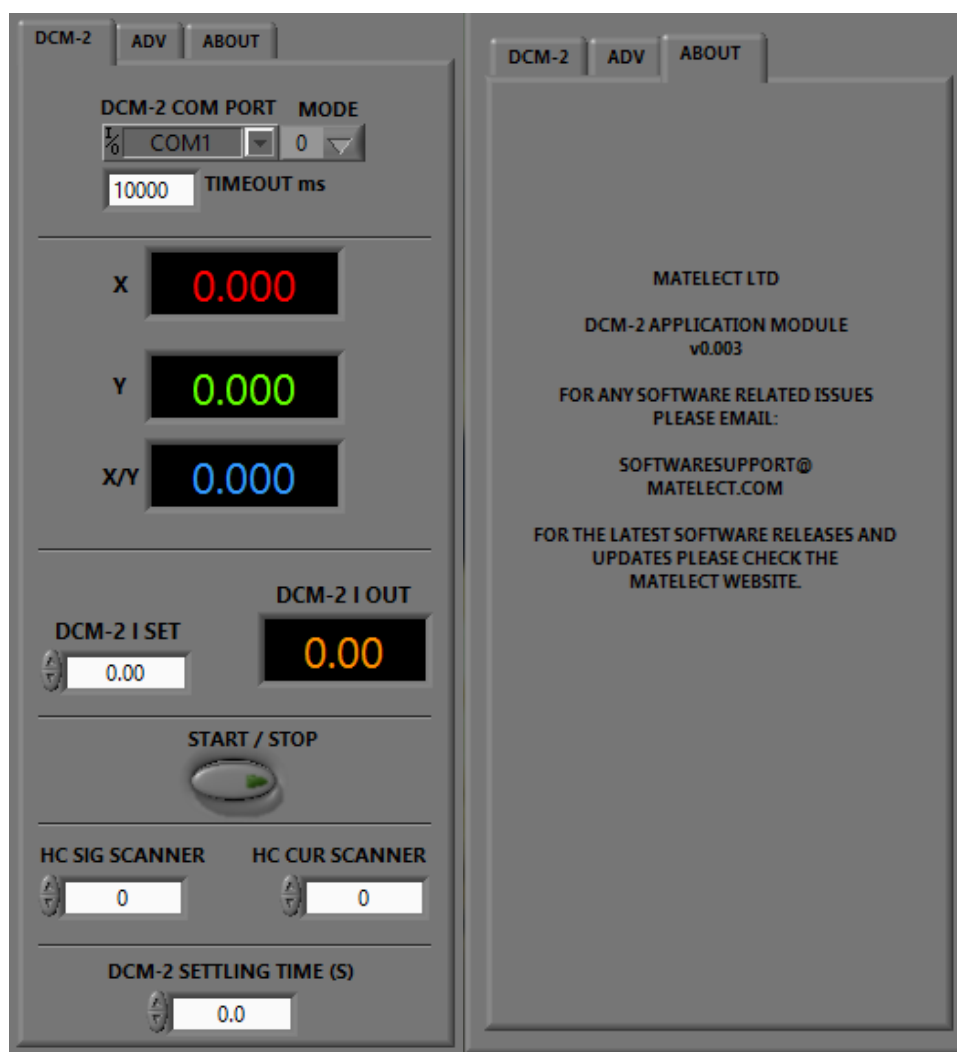 DCM-2 ADV ABOUT
DCM-2 COM PORT MODE
I/O COM1 0
10000 TIMEOUT ms
X 0.000
Y 0.000
X/Y 0.000
DCM-2 I OUT
DCM-2 I SET
0.00
0.00
START / STOP
HC SIG SCANNER HC CUR SCANNER
0 0
DCM-2 SETTLING TIME (S)
0.0
DCM-2 ADV ABOUT
MATELECT LTD
DCM-2 APPLICATION MODULE
v0.003
FOR ANY SOFTWARE RELATED ISSUES
PLEASE EMAIL:
SOFTWARESUPPORT@
MATELECT.COM
FOR THE LATEST SOFTWARE RELEASES AND
UPDATES PLEASE CHECK THE
MATELECT WEBSITE.